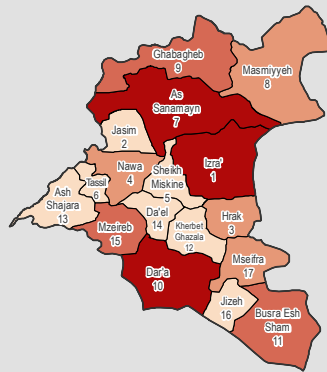 Ghabagheb
9
Masmiyyeh
8
As
Sanamayn
7
Jasim
2
Izra'
1
Nawa
4
Sheikh
Miskine
5
Tassil
6
Ash
Shajara
13
Da'el
14
Hrak
3
Kherbet
Ghazala
12
Mzeireb
15
Mseifra
17
Dar'a
10
Jizeh
16
Busra Esh
Sham
11